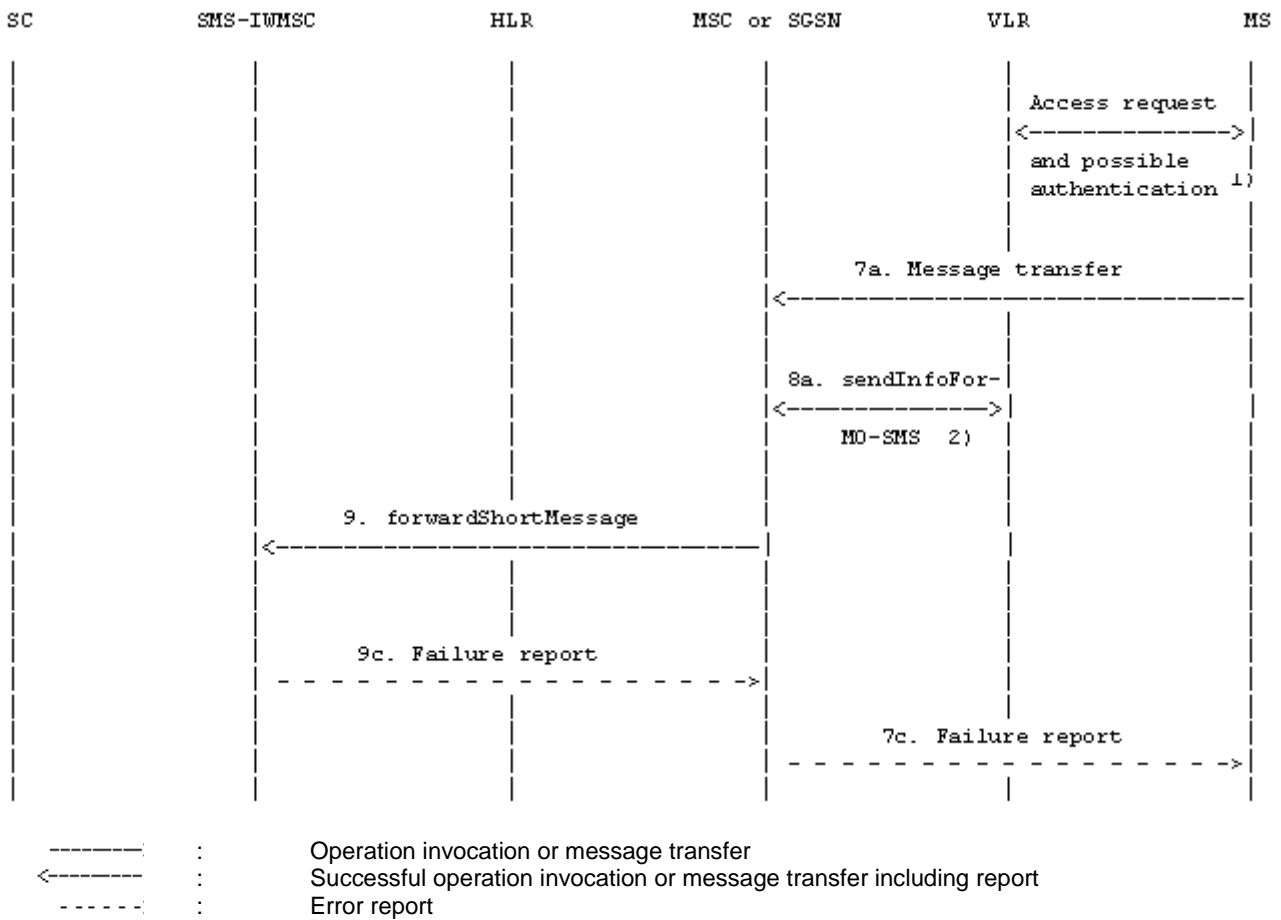 SC SMS-IWMSC HLR MSC or SGSN VLR MS
Access request
and possible
authentication 1)
7a. Message transfer
8a. sendInfoFor-
MO-SMS 2)
9. forwardShortMessage
9c. Failure report
7c. Failure report
: Operation invocation or message transfer
: Successful operation invocation or message transfer including report
: Error report